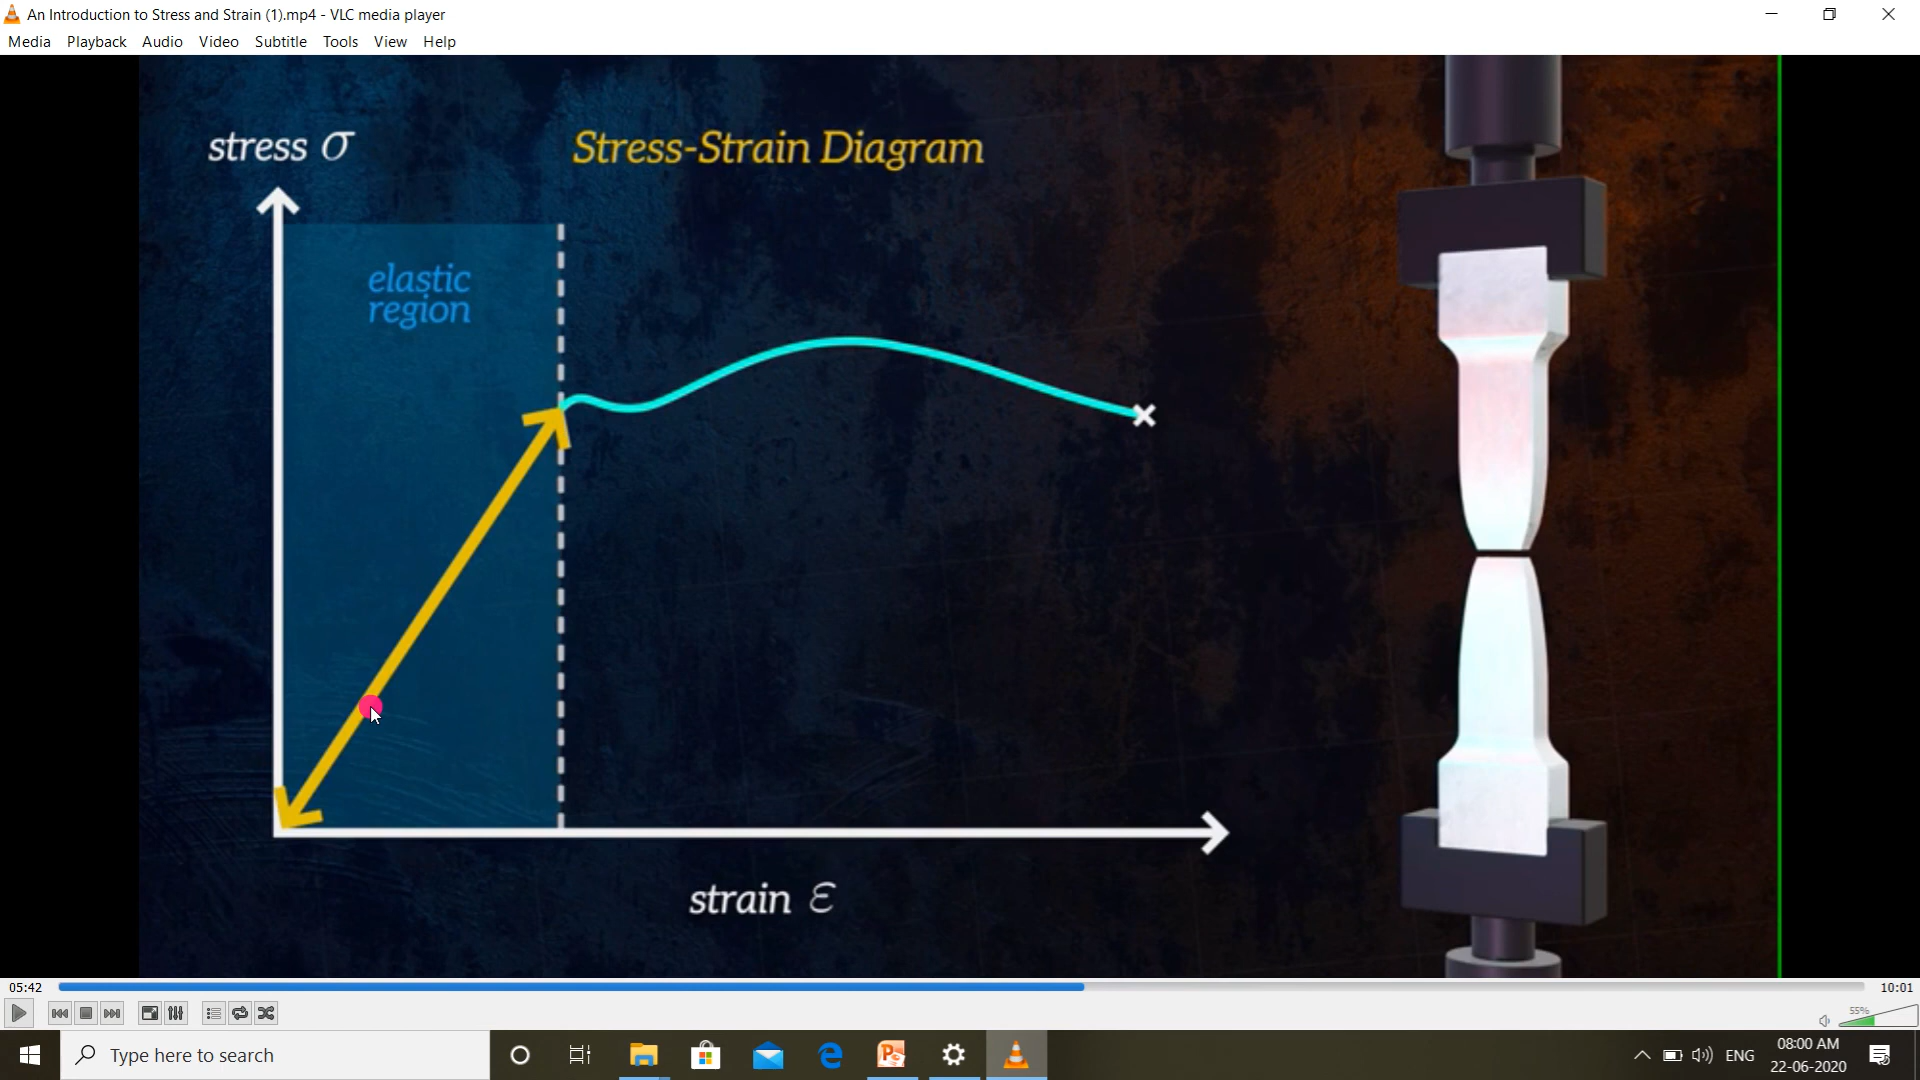 An Introduction to Stress and Strain (1).mp4 - VLC media player
Media Playback Audio Video Subtitle Tools View Help
stress σ
Stress-Strain Diagram
elastic
region
strain ε
05:42
10:01
55%
Type here to search
ENG
08:00 AM
22-06-2020